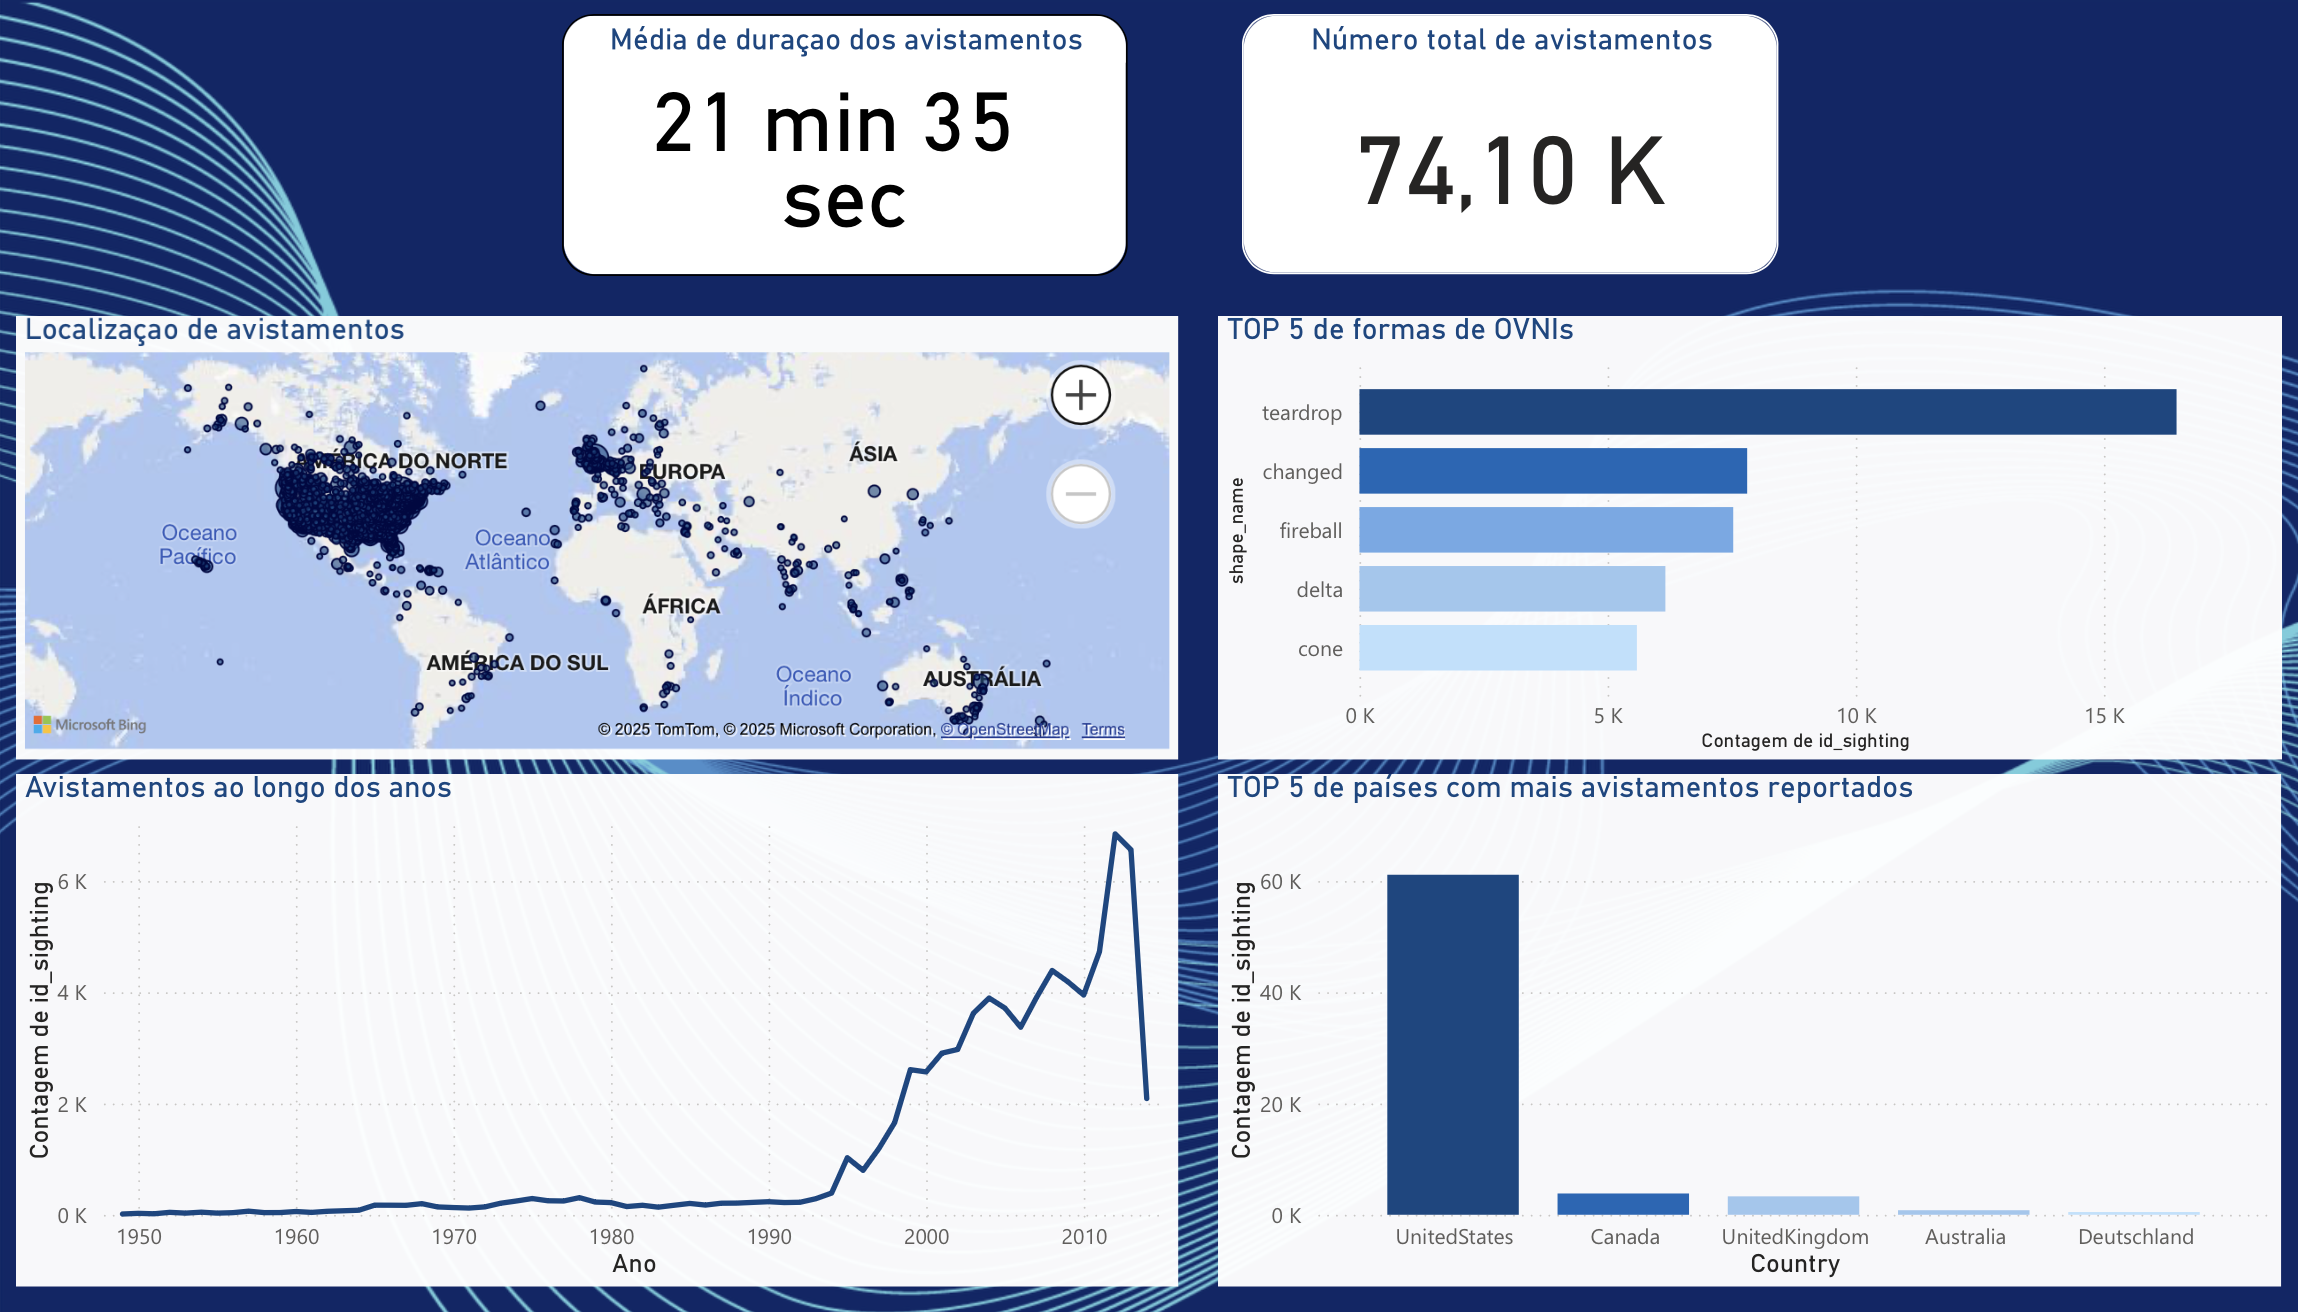 Média de duraçao dos avistamentos
21 min 35
sec
Número total de avistamentos
74,10 K
Localizaçao de avistamentos
AMÉRICA DO NORTE
EUROPA
ÁSIA
Oceano
Pacífico
Oceano
Atlântico
ÁFRICA
AMÉRICA DO SUL
Oceano
Índico
AUSTRÁLIA
Microsoft Bing
© 2025 TomTom, © 2025 Microsoft Corporation, © OpenStreetMap Terms
TOP 5 de formas de OVNIs
shape_name
teardrop
changed
fireball
delta
cone
0 K
5 K
10 K
15 K
Contagem de id_sighting
Avistamentos ao longo dos anos
Contagem de id_sighting
6 K
4 K
2 K
0 K
1950
1960
1970
1980
1990
2000
2010
Ano
TOP 5 de países com mais avistamentos reportados
Contagem de id_sighting
60 K
40 K
20 K
0 K
UnitedStates
Canada
UnitedKingdom
Australia
Deutschland
Country